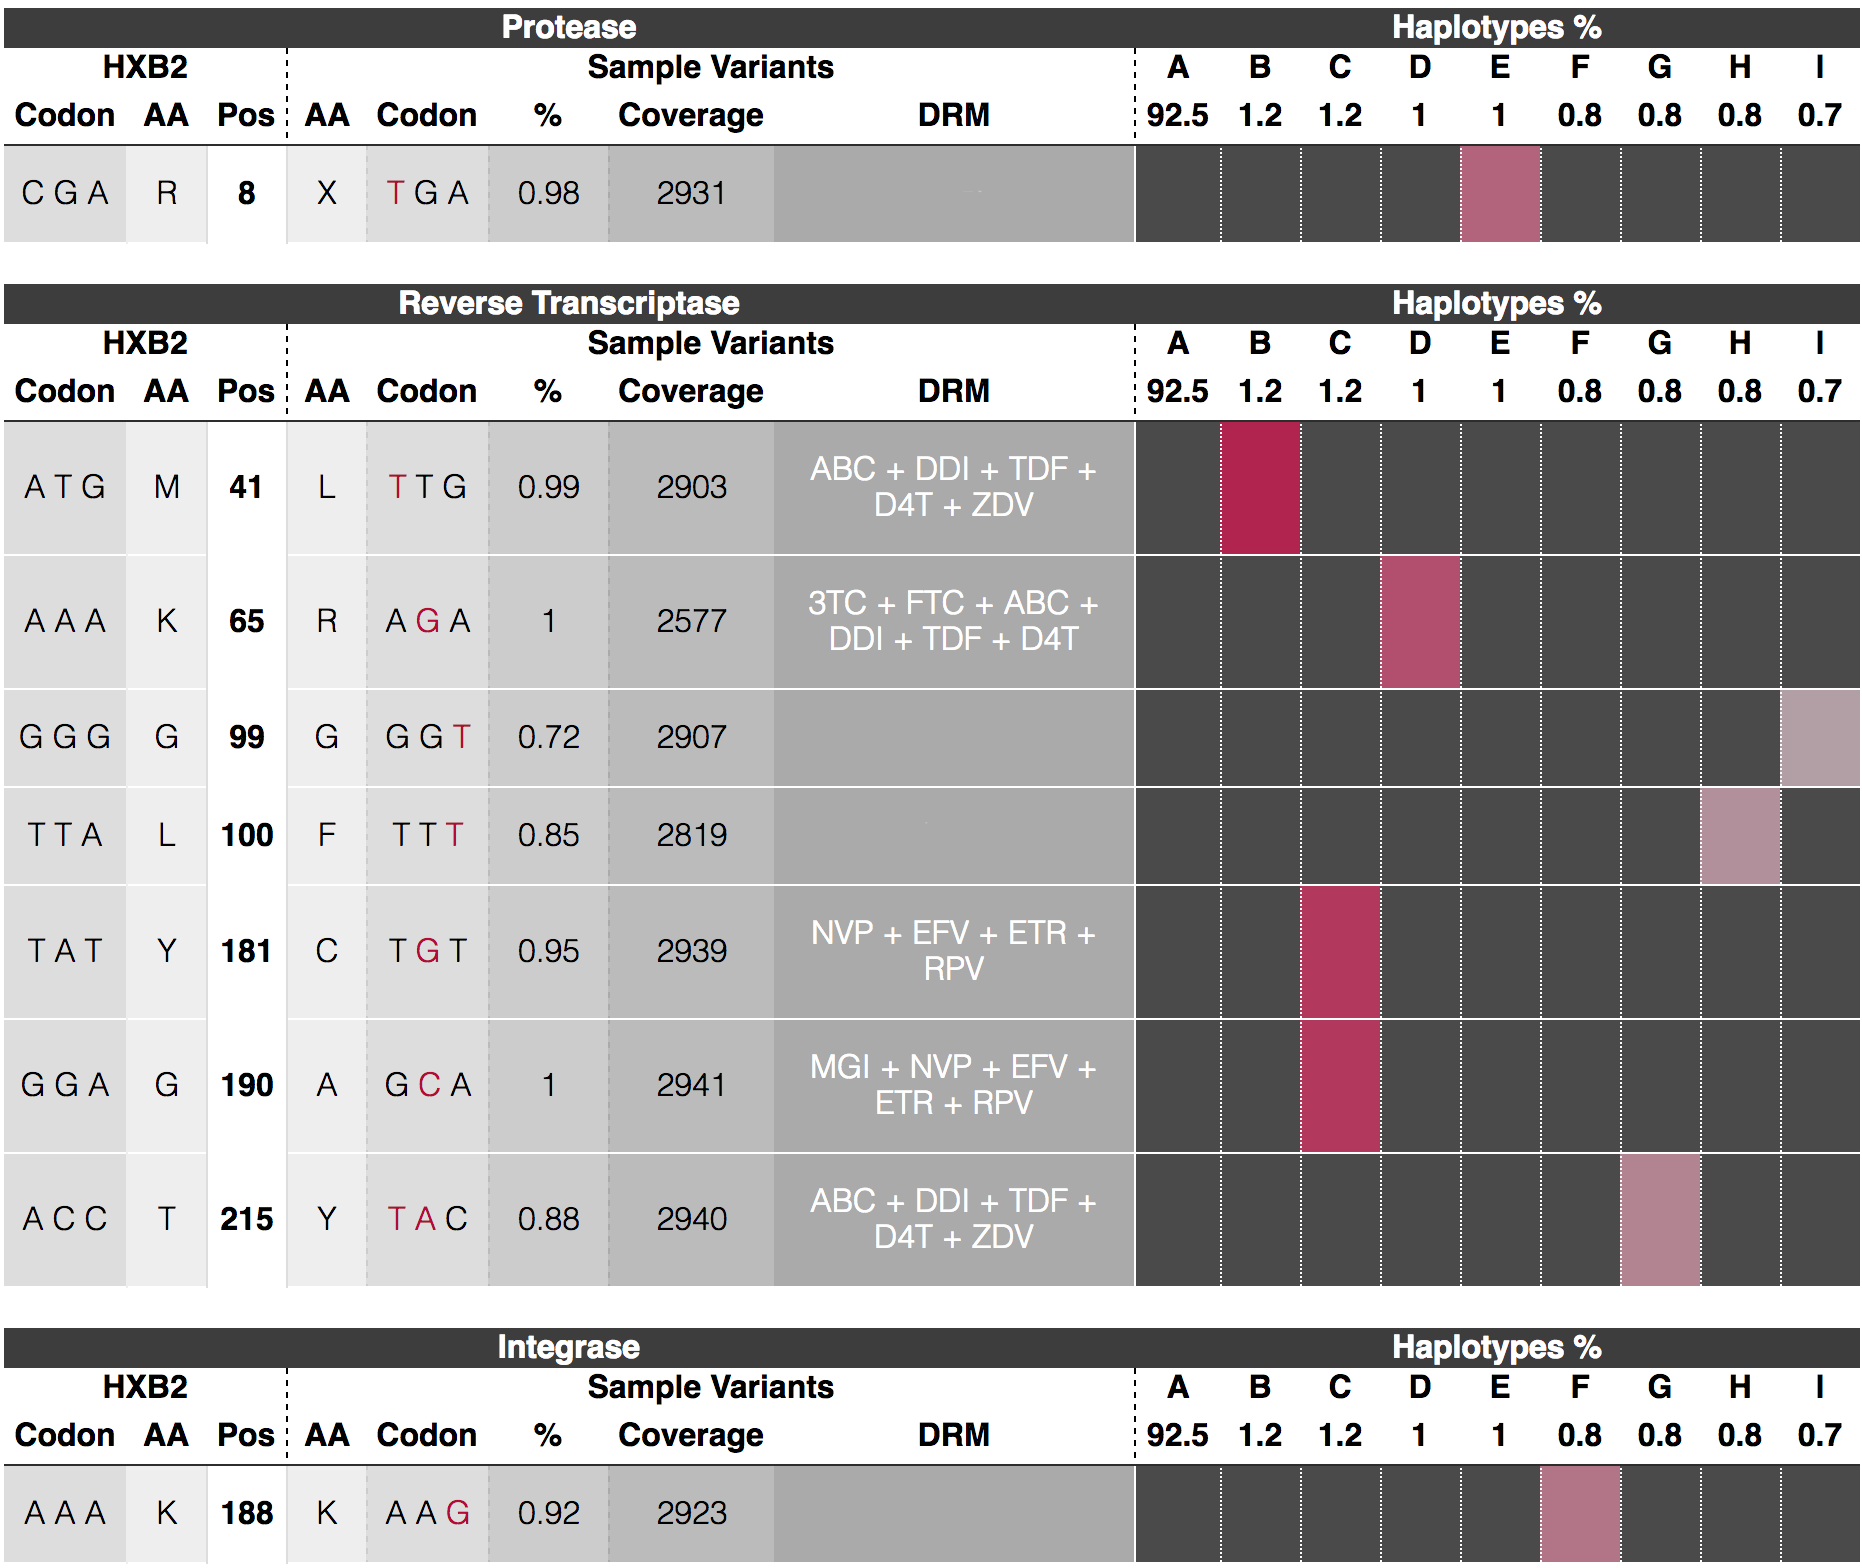 Protease Haplotypes %
HXB2 Sample Variants A B C D E F G H I
Codon AA Pos AA Codon % Coverage DRM 92.5 1.2 1.2 1 1 0.8 0.8 0.8 0.7
C G A R 8 X T G A 0.98 2931
Reverse Transcriptase Haplotypes %
HXB2 Sample Variants A B C D E F G H I
Codon AA Pos AA Codon % Coverage DRM 92.5 1.2 1.2 1 1 0.8 0.8 0.8 0.7
A T G M 41 L T T G 0.99 2903 ABC + DDI + TDF +
D4T + ZDV
A A A K 65 R A G A 1 2577 3TC + FTC + ABC +
DDI + TDF + D4T
G G G G 99 G G G T 0.72 2907
T T A L 100 F T T T 0.85 2819
T A T Y 181 C T G T 0.95 2939 NVP + EFV + ETR +
RPV
G G A G 190 A G C A 1 2941 MGI + NVP + EFV +
ETR + RPV
A C C T 215 Y T A C 0.88 2940 ABC + DDI + TDF +
D4T + ZDV
Integrase Haplotypes %
HXB2 Sample Variants A B C D E F G H I
Codon AA Pos AA Codon % Coverage DRM 92.5 1.2 1.2 1 1 0.8 0.8 0.8 0.7
A A A K 188 K A A G 0.92 2923